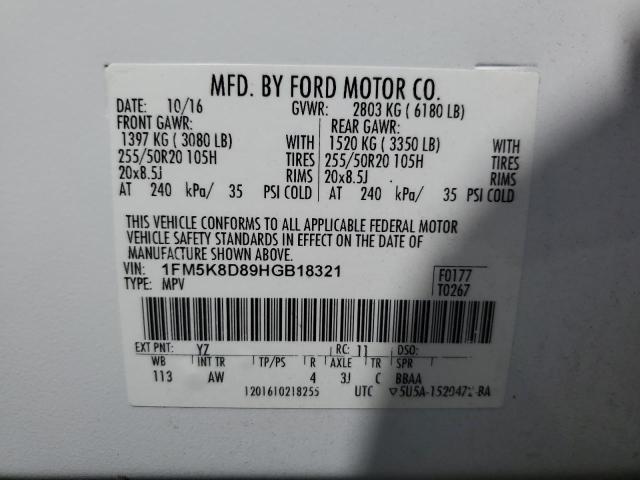 MFD. BY FORD MOTOR CO.
DATE: 10/16 GVWR: 2803 KG ( 6180 LB)
FRONT GAWR: REAR GAWR:
1397 KG ( 3080 LB) WITH 1520 KG ( 3350 LB) WITH
255/50R20 105H TIRES 255/50R20 105H TIRES
20x8.5J RIMS 20x8.5J RIMS
AT 240 kPa/ 35 PSI COLD AT 240 kPa/ 35 PSI COLD
THIS VEHICLE CONFORMS TO ALL APPLICABLE FEDERAL MOTOR
VEHICLE SAFETY STANDARDS IN EFFECT ON THE DATE OF
MANUFACTURE SHOWN ABOVE.
VIN: 1FM5K8D89HGB18321 F0177
TYPE: MPV T0267
EXT PNT: YZ RC: 11 DSO:
WB INT TR TP/PS R AXLE TR SPR
113 AW 4 3J C BBAA
1201610218255 UTC